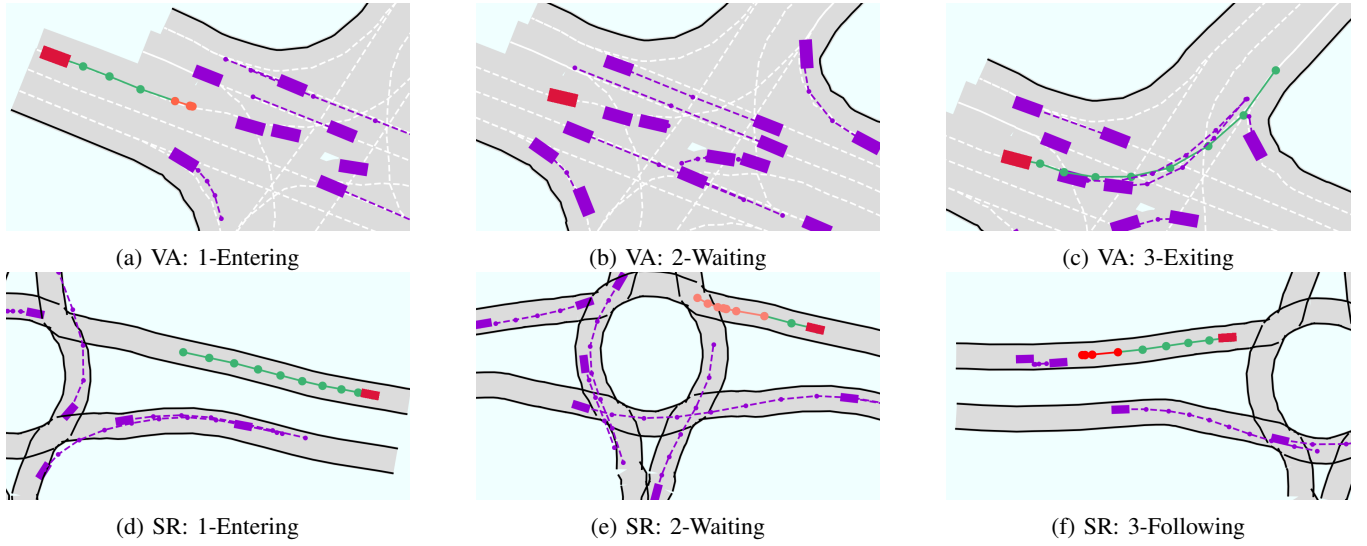 (a) VA: 1-Entering
(b) VA: 2-Waiting
(c) VA: 3-Exiting
(d) SR: 1-Entering
(e) SR: 2-Waiting
(f) SR: 3-Following